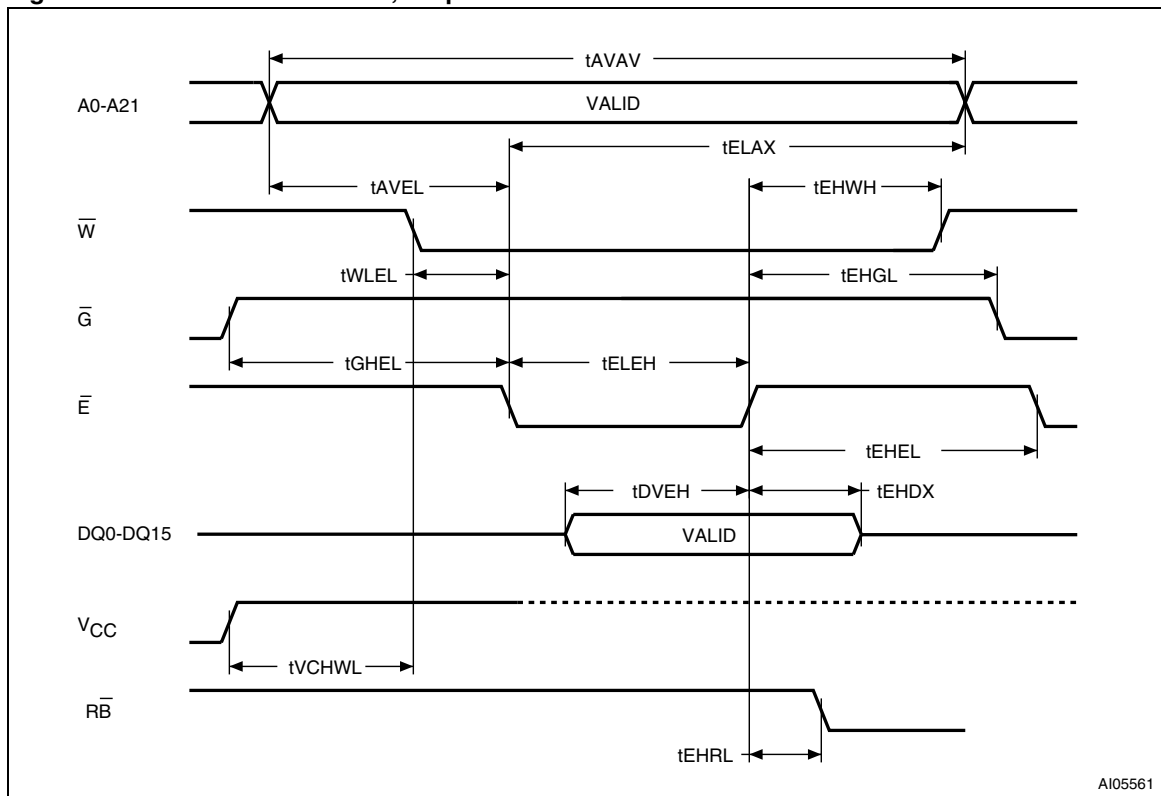 tAVAV
A0-A21
VALID
tELAX
tAVEL
tEHWH
W̅
tWLEL
tEHGL
G̅
tGHEL
tELEH
E̅
tEHEL
tDVEH
tEHDX
DQ0-DQ15
VALID
VCC
tVCHWL
RB̅
tEHRL
AI05561